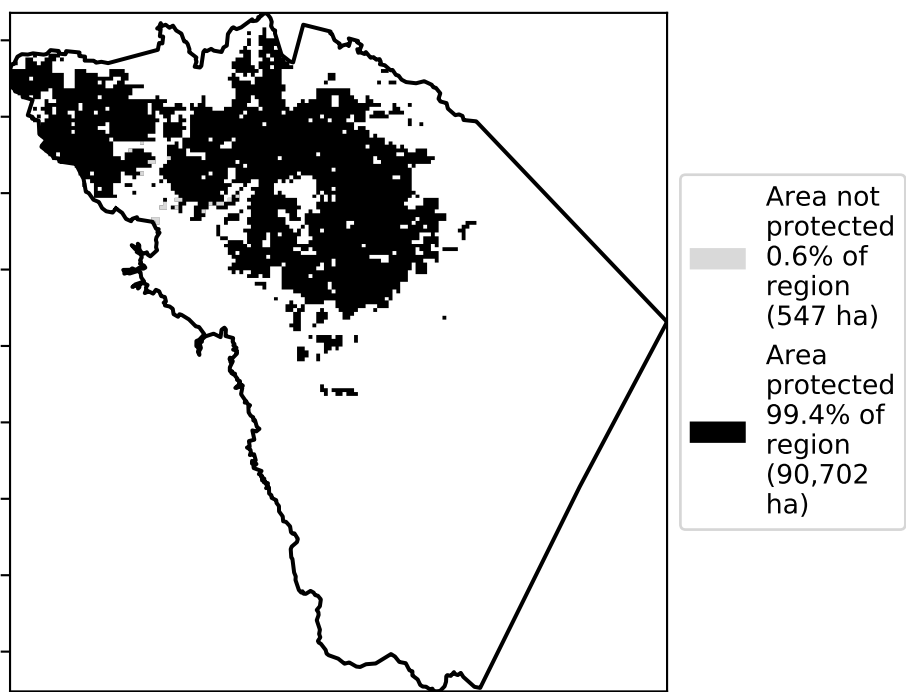 Area not
protected
0.6% of
region
(547 ha)
Area
protected
99.4% of
region
(90,702
ha)